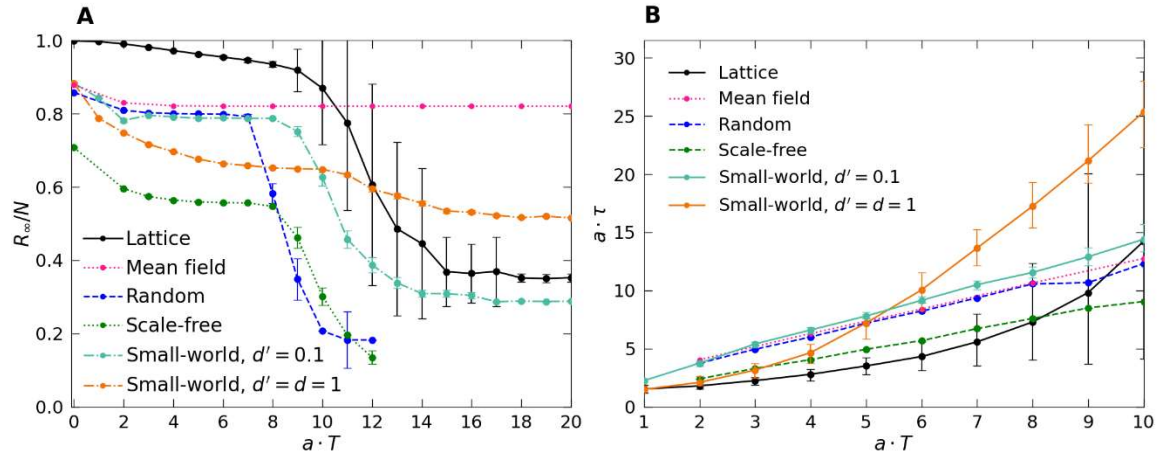 A
1.0
0.8
0.6
0.4
0.2
0.0
R∞/N
Lattice
Mean field
Random
Scale-free
Small-world, d′ = 0.1
Small-world, d′ = d = 1
0 2 4 6 8 10 12 14 16 18 20
a · T
B
30
25
20
15
10
5
0
a · τ
Lattice
Mean field
Random
Scale-free
Small-world, d′ = 0.1
Small-world, d′ = d = 1
1 2 3 4 5 6 7 8 9 10
a · T